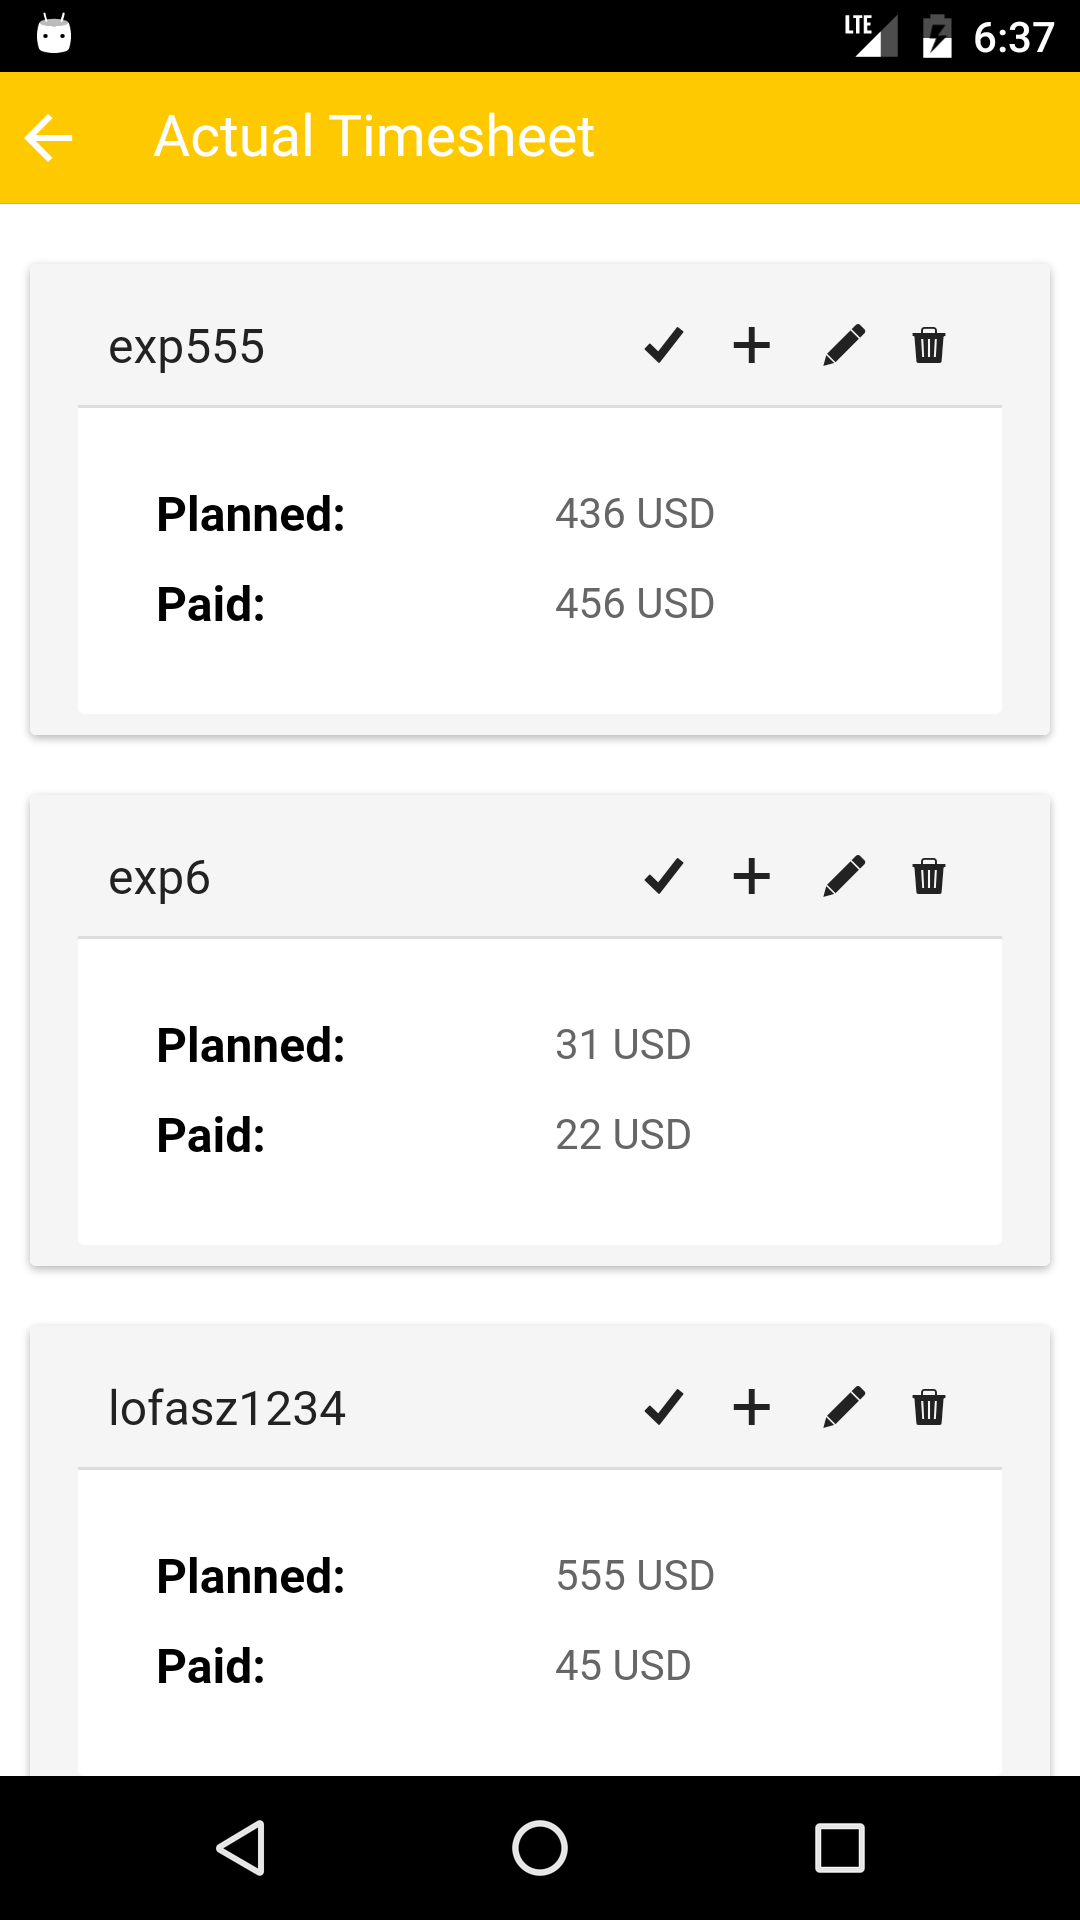 LTE 6:37
Actual Timesheet
exp555
Planned: 436 USD
Paid: 456 USD
exp6
Planned: 31 USD
Paid: 22 USD
lofasz1234
Planned: 555 USD
Paid: 45 USD